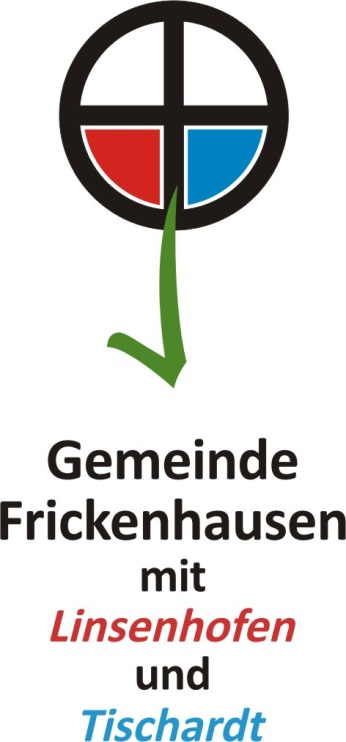 Gemeinde
Frickenhausen
mit
Linsenhofen
und
Tischardt